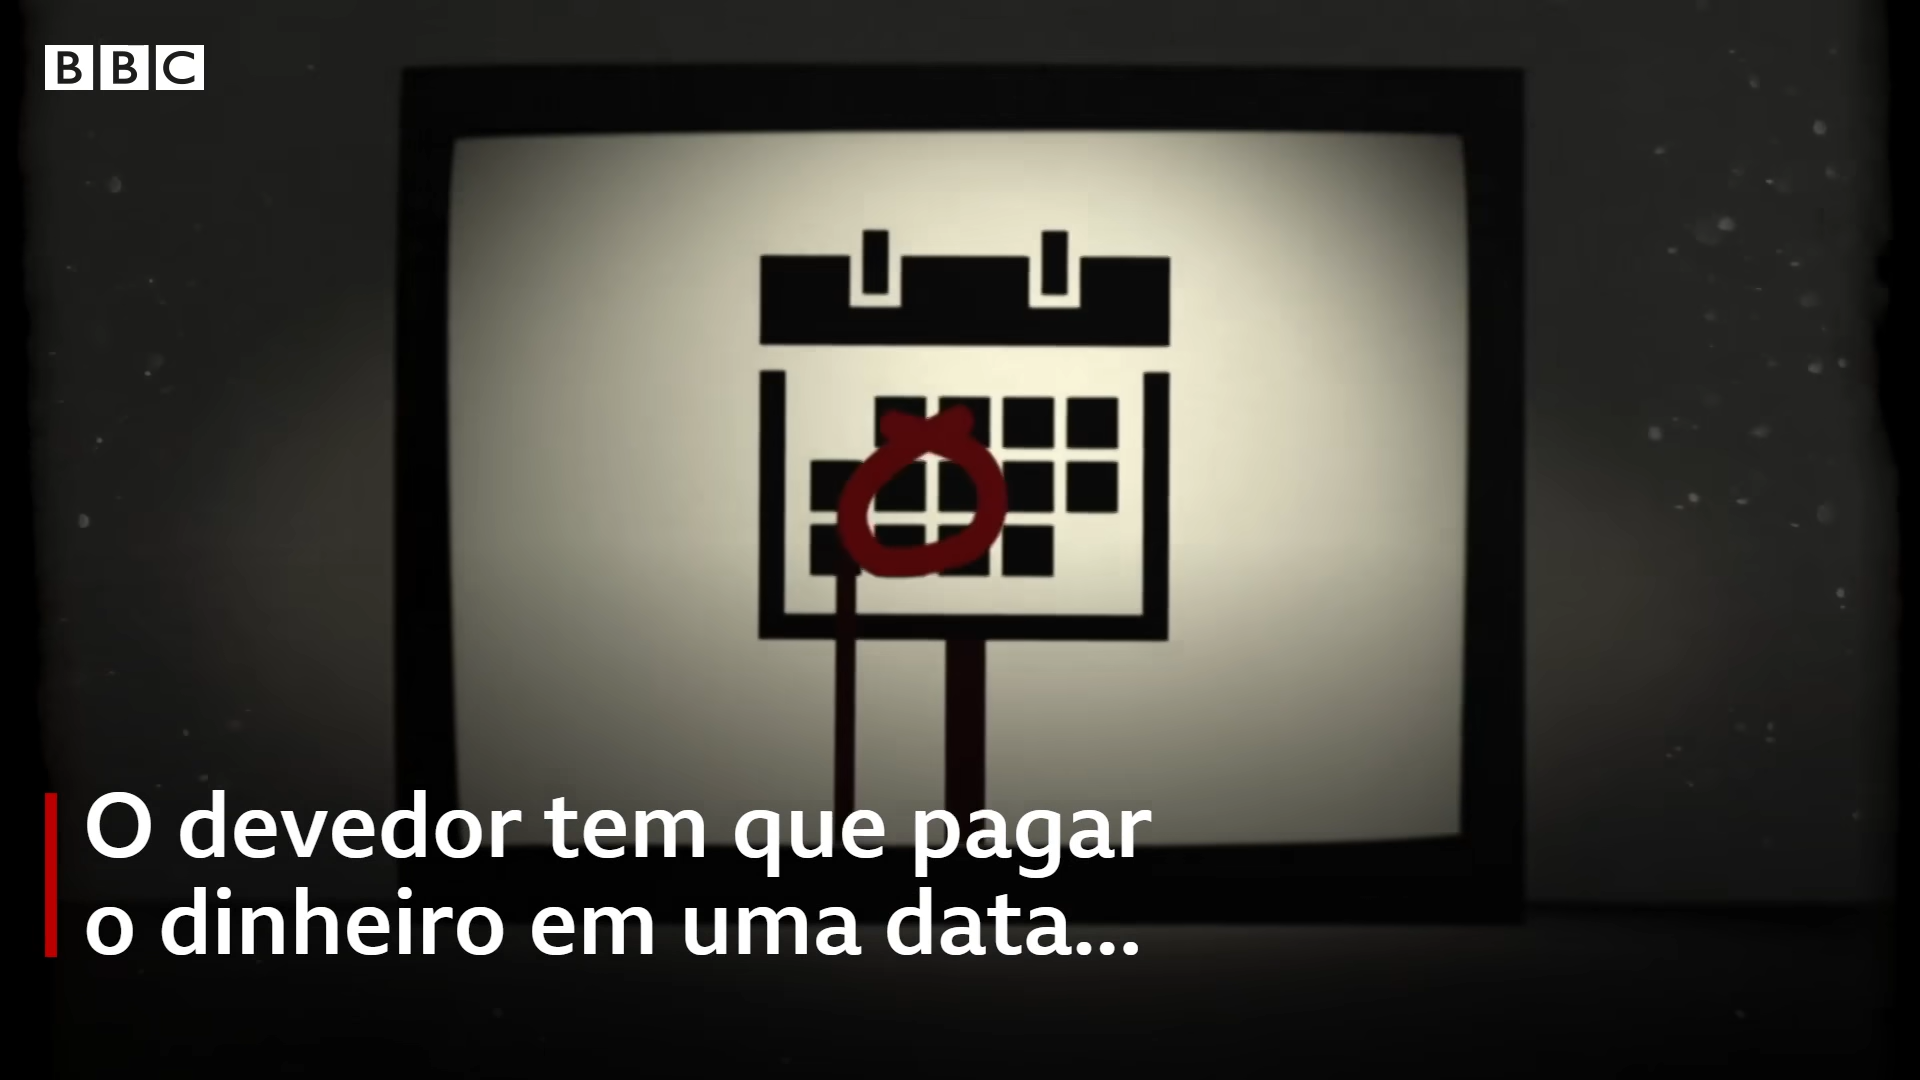 BBC
O devedor tem que pagar
o dinheiro em uma data...